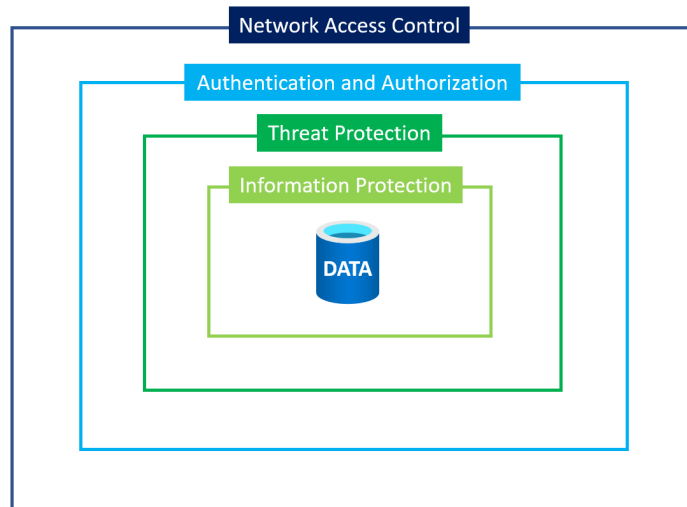 Network Access Control
Authentication and Authorization
Threat Protection
Information Protection
DATA